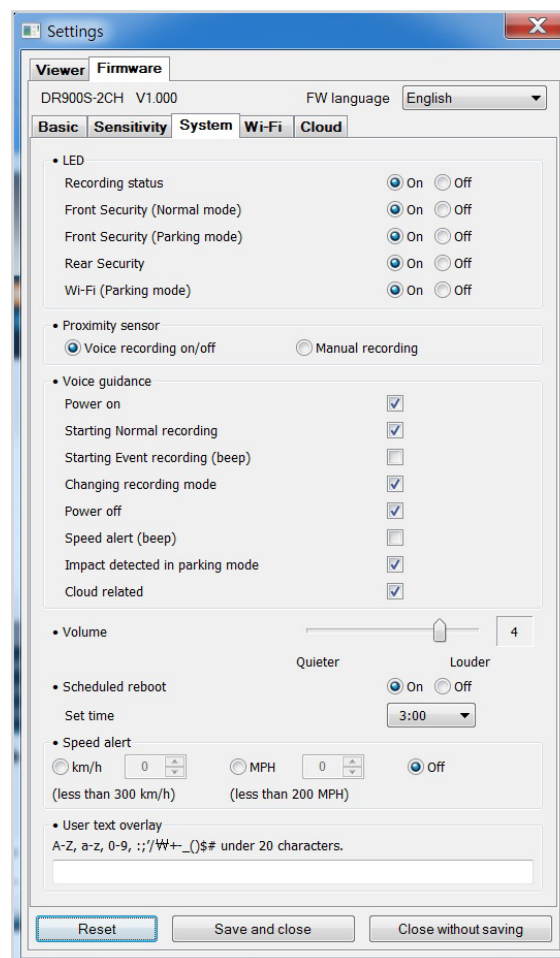 Settings
Viewer Firmware
DR900S-2CH V1.000 FW language English
Basic Sensitivity System Wi-Fi Cloud
• LED
Recording status On Off
Front Security (Normal mode) On Off
Front Security (Parking mode) On Off
Rear Security On Off
Wi-Fi (Parking mode) On Off
• Proximity sensor
Voice recording on/off Manual recording
• Voice guidance
Power on
Starting Normal recording
Starting Event recording (beep)
Changing recording mode
Power off
Speed alert (beep)
Impact detected in parking mode
Cloud related
• Volume 4
Quieter Louder
• Scheduled reboot On Off
Set time 3:00
• Speed alert
km/h 0 MPH 0 Off
(less than 300 km/h) (less than 200 MPH)
• User text overlay
A-Z, a-z, 0-9, :;'/₩+-_()$# under 20 characters.
Reset Save and close Close without saving